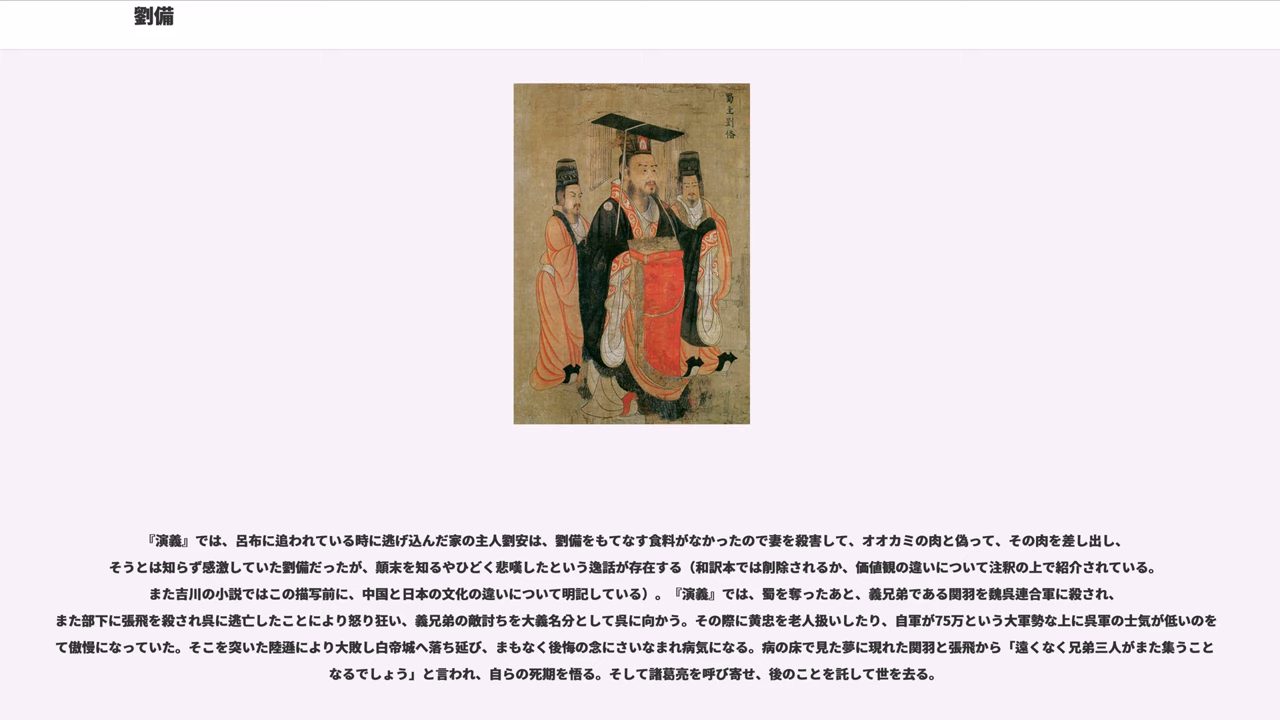 劉備
蜀主劉備
『演義』では、呂布に追われている時に逃げ込んだ家の主人劉安は、劉備をもてなす食料がなかったので妻を殺害して、オオカミの肉と偽って、その肉を差し出し、
そうとは知らず感激していた劉備だったが、顛末を知るやひどく悲嘆したという逸話が存在する（和訳本では削除されるか、価値観の違いについて注釈の上で紹介されている。
また吉川の小説ではこの描写前に、中国と日本の文化の違いについて明記している）。『演義』では、蜀を奪ったあと、義兄弟である関羽を魏呉連合軍に殺され、
また部下に張飛を殺され呉に逃亡したことにより怒り狂い、義兄弟の敵討ちを大義名分として呉に向かう。その際に黄忠を老人扱いしたり、自軍が75万という大軍勢な上に呉軍の士気が低いのを
て傲慢になっていた。そこを突いた陸遜により大敗し白帝城へ落ち延び、まもなく後悔の念にさいなまれ病気になる。病の床で見た夢に現れた関羽と張飛から「遠くなく兄弟三人がまた集うこと
なるでしょう」と言われ、自らの死期を悟る。そして諸葛亮を呼び寄せ、後のことを託して世を去る。